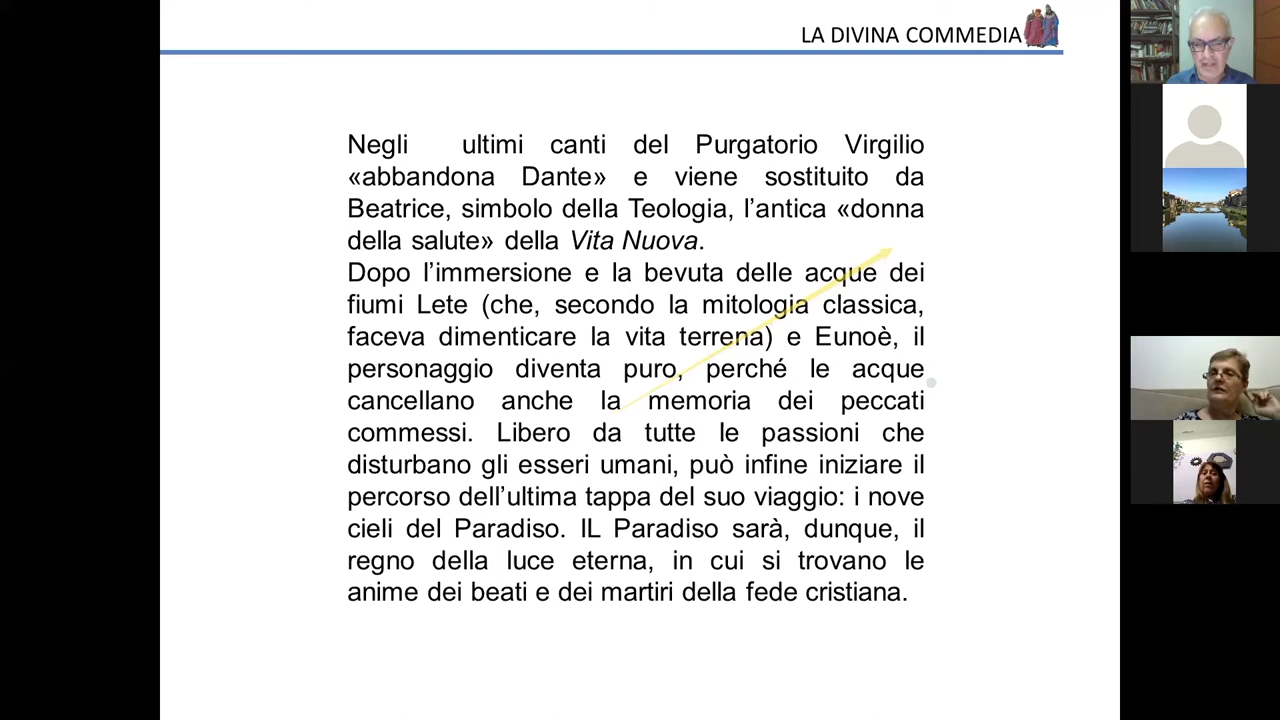 LA DIVINA COMMEDIA
Negli ultimi canti del Purgatorio Virgilio
«abbandona Dante» e viene sostituito da
Beatrice, simbolo della Teologia, l’antica «donna
della salute» della Vita Nuova.
Dopo l’immersione e la bevuta delle acque dei
fiumi Lete (che, secondo la mitologia classica,
faceva dimenticare la vita terrena) e Eunoè, il
personaggio diventa puro, perché le acque
cancellano anche la memoria dei peccati
commessi. Libero da tutte le passioni che
disturbano gli esseri umani, può infine iniziare il
percorso dell’ultima tappa del suo viaggio: i nove
cieli del Paradiso. IL Paradiso sarà, dunque, il
regno della luce eterna, in cui si trovano le
anime dei beati e dei martiri della fede cristiana.